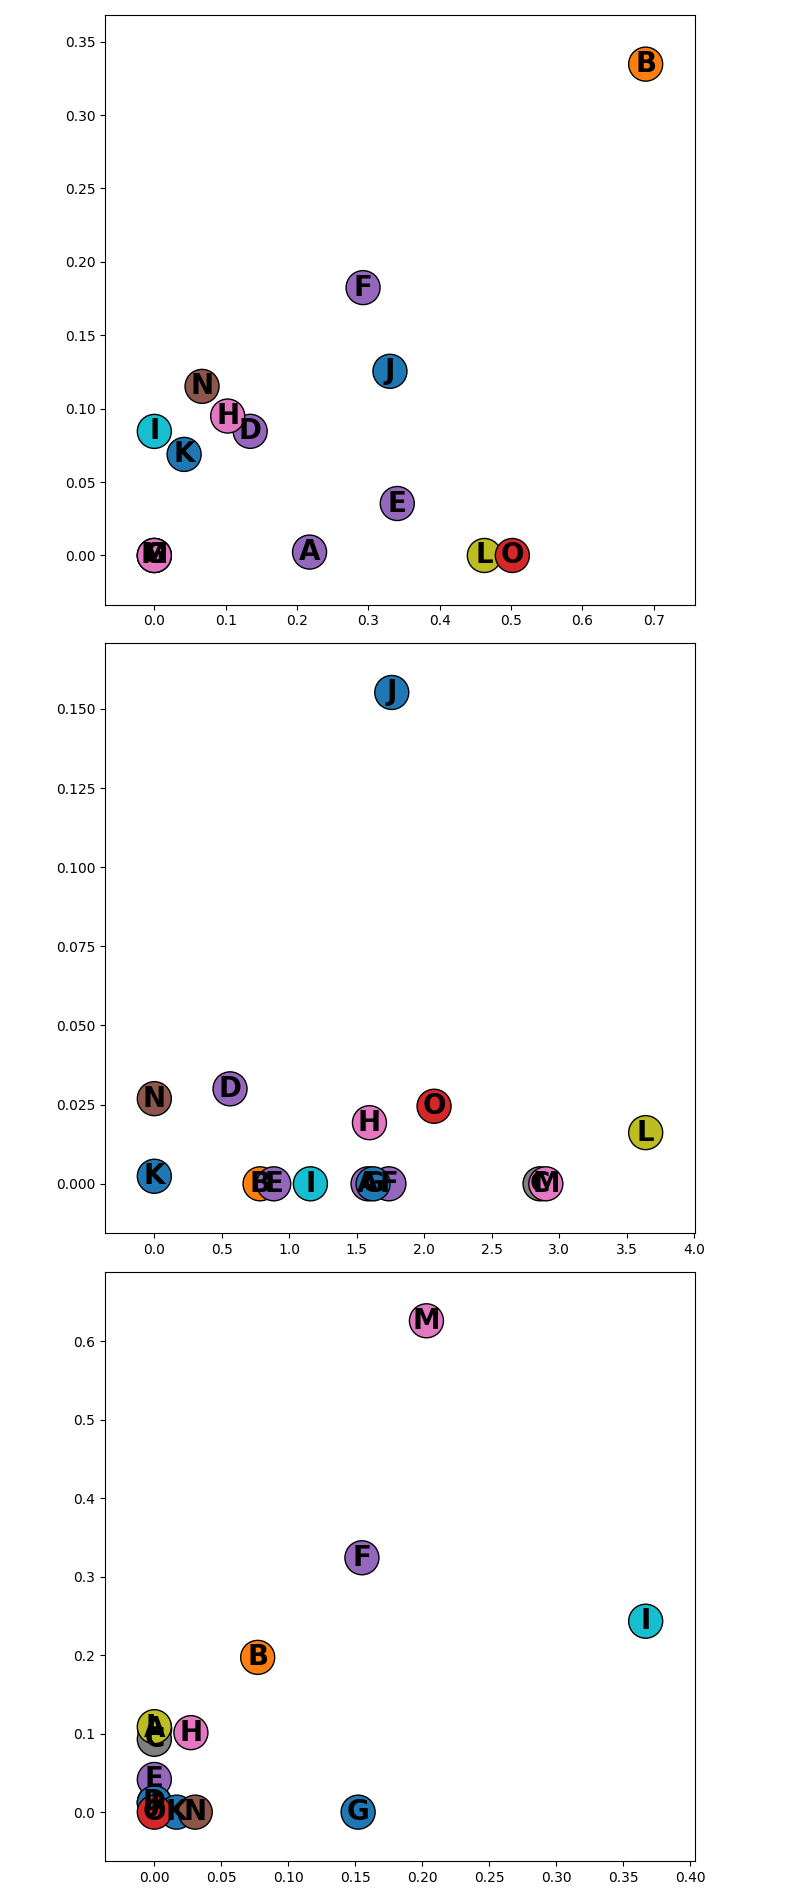 0.35
B
0.30
0.25
0.20
F
0.15
J
N
0.10
H D
I
K
0.05
E
A
0.00
L O
0.0 0.1 0.2 0.3 0.4 0.5 0.6 0.7
J
0.150
0.125
0.100
0.075
0.050
D
N
0.025
O
H
L
K
0.000
B E I A G F C M
0.0 0.5 1.0 1.5 2.0 2.5 3.0 3.5 4.0
M
0.6
0.5
0.4
F
0.3
I
0.2
B
0.1
A
H
C
E
0.0
O K N G
0.00 0.05 0.10 0.15 0.20 0.25 0.30 0.35 0.40